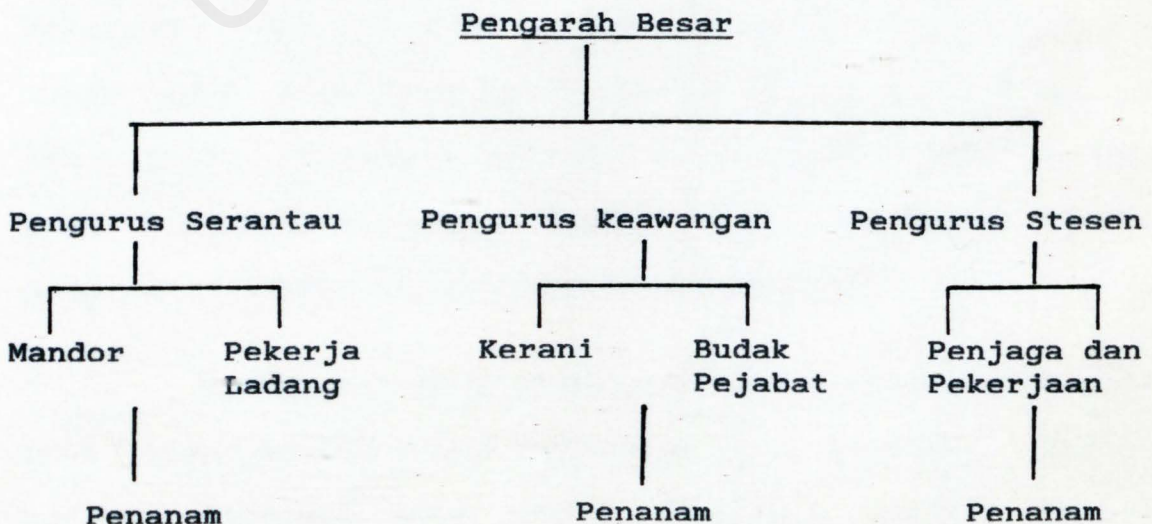 Pengarah Besar
Pengurus Serantau Pengurus keawangan Pengurus Stesen
Mandor Pekerja Kerani Budak Penjaga dan
Ladang Pejabat Pekerjaan
Penanam Penanam Penanam